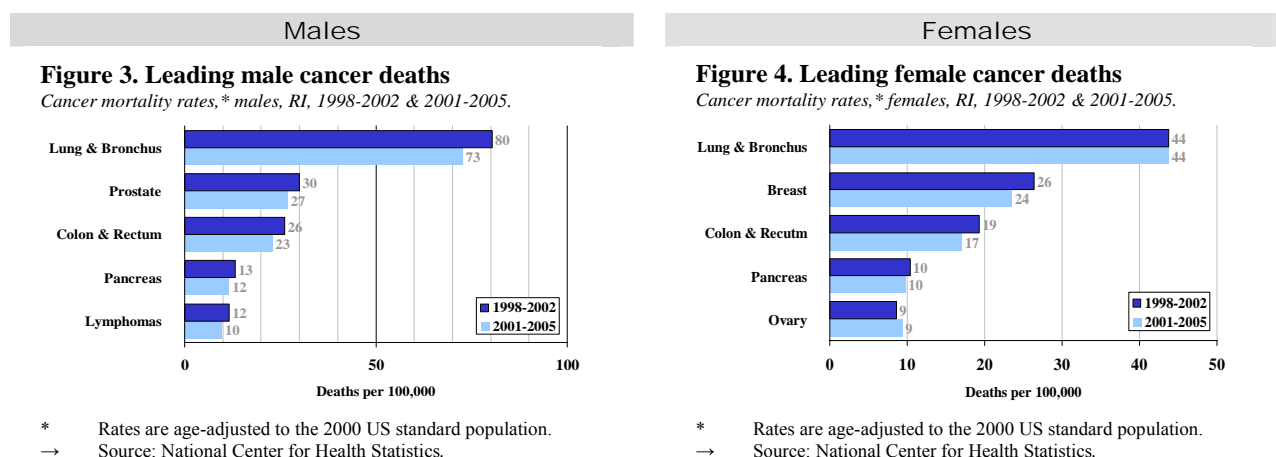 Males
Figure 3. Leading male cancer deaths
Cancer mortality rates,* males, RI, 1998-2002 & 2001-2005.
Lung & Bronchus
80
73
Prostate
30
27
Colon & Rectum
26
23
Pancreas
13
12
Lymphomas
12
10
1998-2002
2001-2005
0 50 100
Deaths per 100,000
* Rates are age-adjusted to the 2000 US standard population.
→ Source: National Center for Health Statistics.
Females
Figure 4. Leading female cancer deaths
Cancer mortality rates,* females, RI, 1998-2002 & 2001-2005.
Lung & Bronchus
44
44
Breast
26
24
Colon & Recutm
19
17
Pancreas
10
10
Ovary
9
9
1998-2002
2001-2005
0 10 20 30 40 50
Deaths per 100,000
* Rates are age-adjusted to the 2000 US standard population.
→ Source: National Center for Health Statistics.